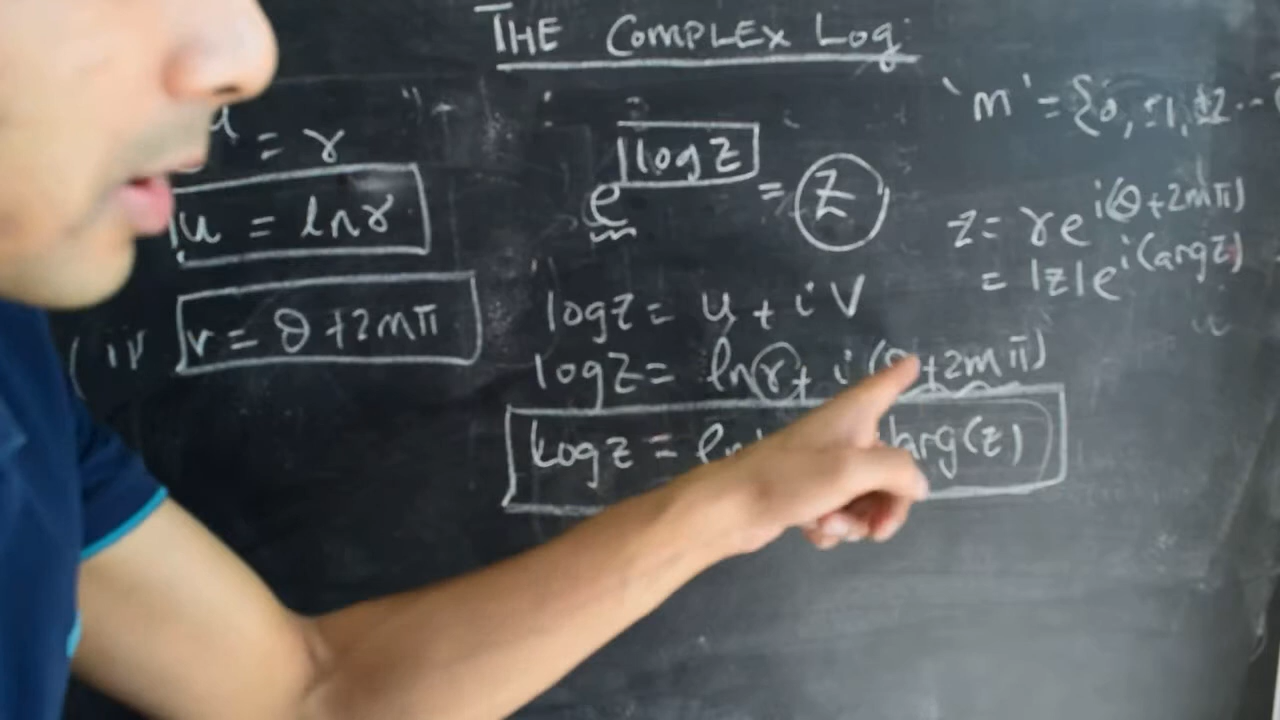 THE COMPLEX LOG
= r
u = ln r
v = θ + 2mπ
e^{log z} = z
log z = u + iv
log z = ln r + i(θ + 2mπ)
log z = ln arg(z)
'm' = {0, ±1, ±2 ...
z = re^{i(θ+2mπ)}
= |z|e^{i(arg z)}